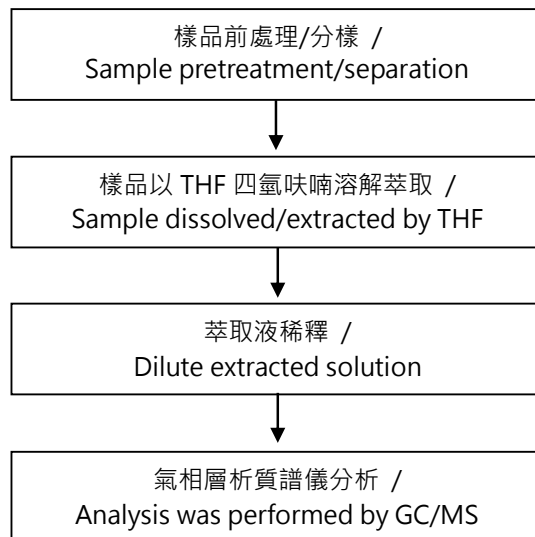 樣品前處理/分樣 /
Sample pretreatment/separation
樣品以 THF 四氫呋喃溶解萃取 /
Sample dissolved/extracted by THF
萃取液稀釋 /
Dilute extracted solution
氣相層析質譜儀分析 /
Analysis was performed by GC/MS